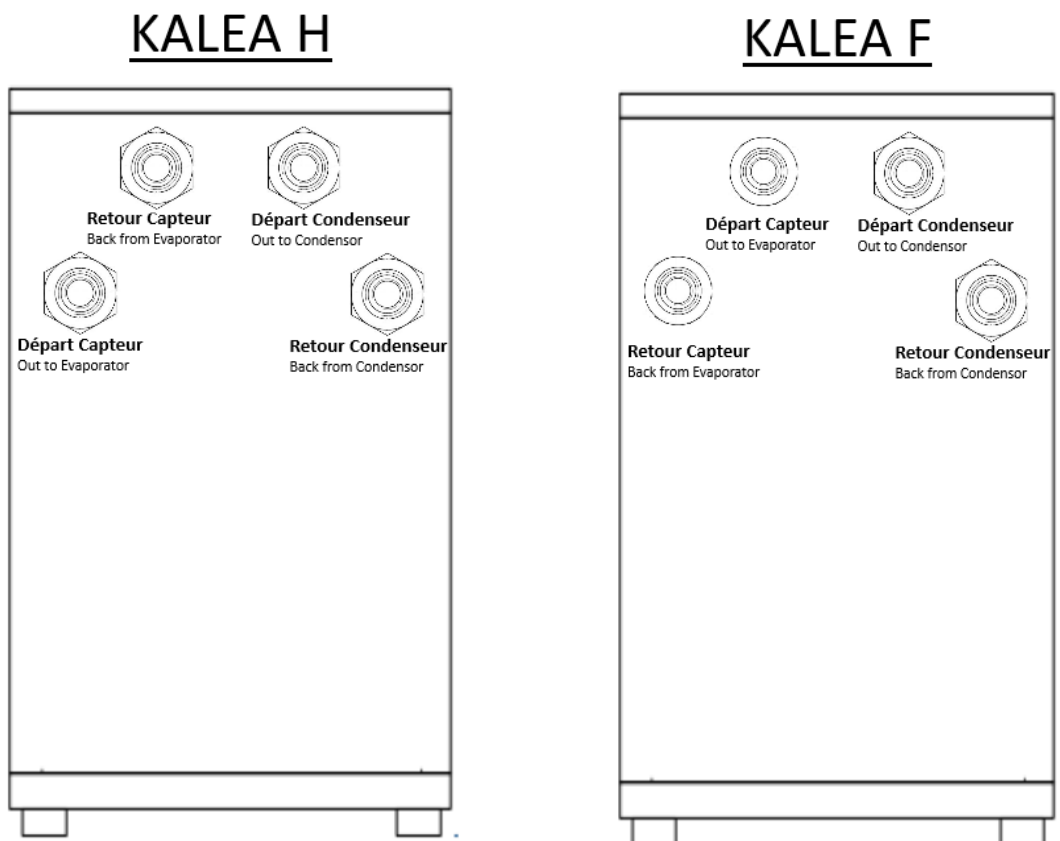 KALEA H
Retour Capteur
Back from Evaporator
Départ Condenseur
Out to Condensor
Départ Capteur
Out to Evaporator
Retour Condenseur
Back from Condensor
KALEA F
Départ Capteur
Out to Evaporator
Départ Condenseur
Out to Condensor
Retour Capteur
Back from Evaporator
Retour Condenseur
Back from Condensor